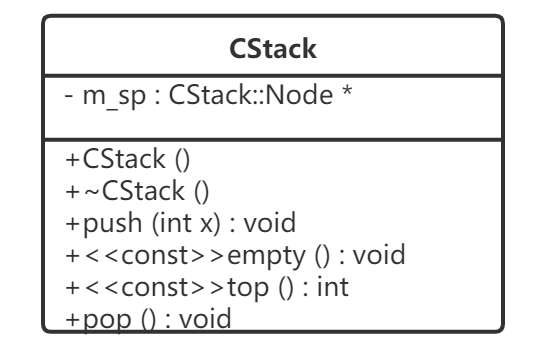 CStack
- m_sp : CStack::Node *
+CStack ()
+~CStack ()
+push (int x) : void
+<<const>>empty () : void
+<<const>>top () : int
+pop () : void